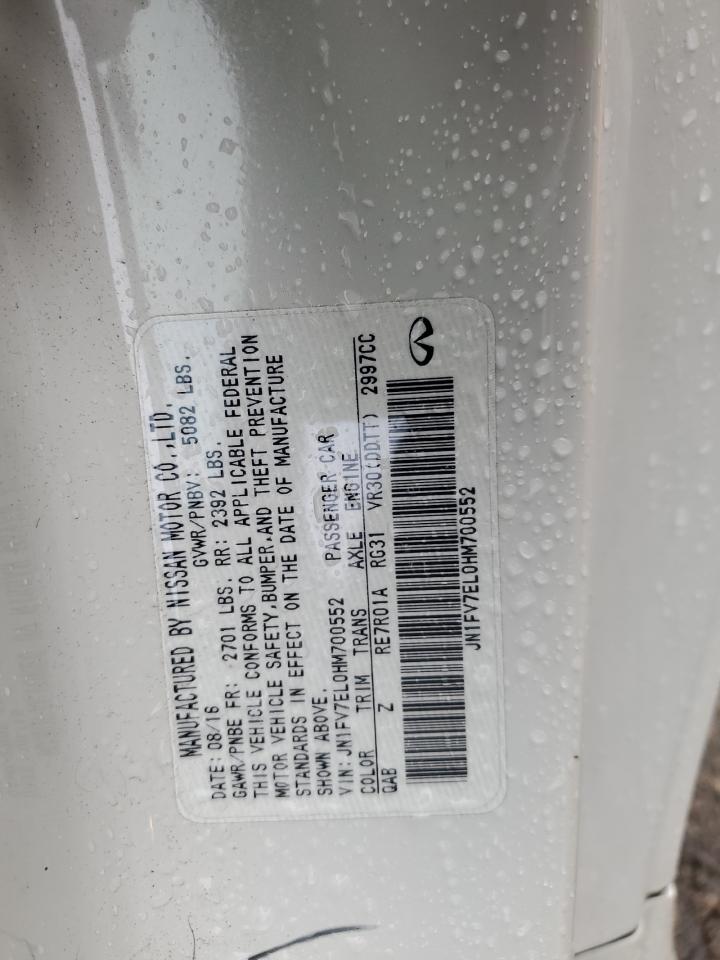 MANUFACTURED BY NISSAN MOTOR CO.,LTD.
DATE: 08/16 GVWR/PNBV: 5082 LBS.
GAWR/PNBE FR: 2701 LBS. RR: 2392 LBS.
THIS VEHICLE CONFORMS TO ALL APPLICABLE FEDERAL
MOTOR VEHICLE SAFETY,BUMPER,AND THEFT PREVENTION
STANDARDS IN EFFECT ON THE DATE OF MANUFACTURE
SHOWN ABOVE.
VIN: JN1FV7EL0HM700552 PASSENGER CAR
COLOR TRIM TRANS AXLE ENGINE
QAB Z RE7R01A RG31 VR30(DDTT) 2997CC
JN1FV7EL0HM700552